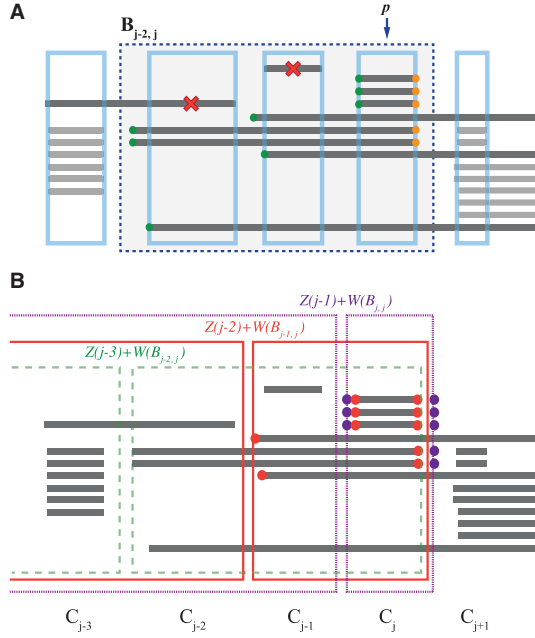 A
p
B_{j-2, j}
B
Z(j-1)+W(B_{j,j})
Z(j-2)+W(B_{j-1,j})
Z(j-3)+W(B_{j-2,j})
C_{j-3} C_{j-2} C_{j-1} C_j C_{j+1}